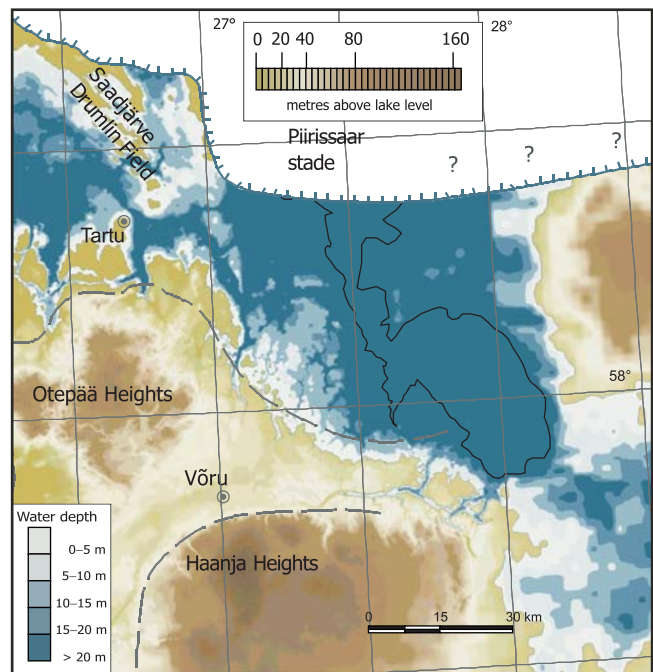 27°
28°
0 20 40 80 160
metres above lake level
Saadjärve
Drumlin Field
Piirissaar
stade
?
?
?
Tartu
58°
Otepää Heights
Võru
Water depth
0–5 m
5–10 m
10–15 m
15–20 m
> 20 m
Haanja Heights
0 15 30 km